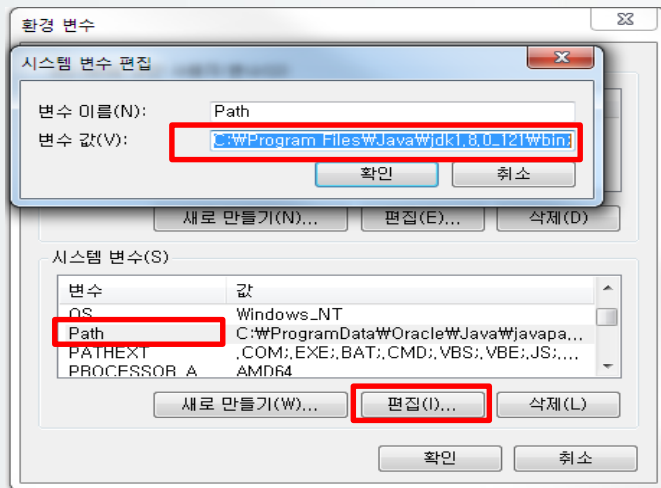 환경 변수
시스템 변수 편집
변수 이름(N): Path
변수 값(V): C:₩Program Files₩Java₩jdk1.8.0_121₩bin;
확인 취소
새로 만들기(N)... 편집(E)... 삭제(D)
시스템 변수(S)
변수 값
OS Windows_NT
Path C:₩ProgramData₩Oracle₩Java₩javapa...
PATHEXT .COM;.EXE;.BAT;.CMD;.VBS;.VBE;.JS;....
PROCESSOR_A... AMD64
새로 만들기(W)... 편집(I)... 삭제(L)
확인 취소